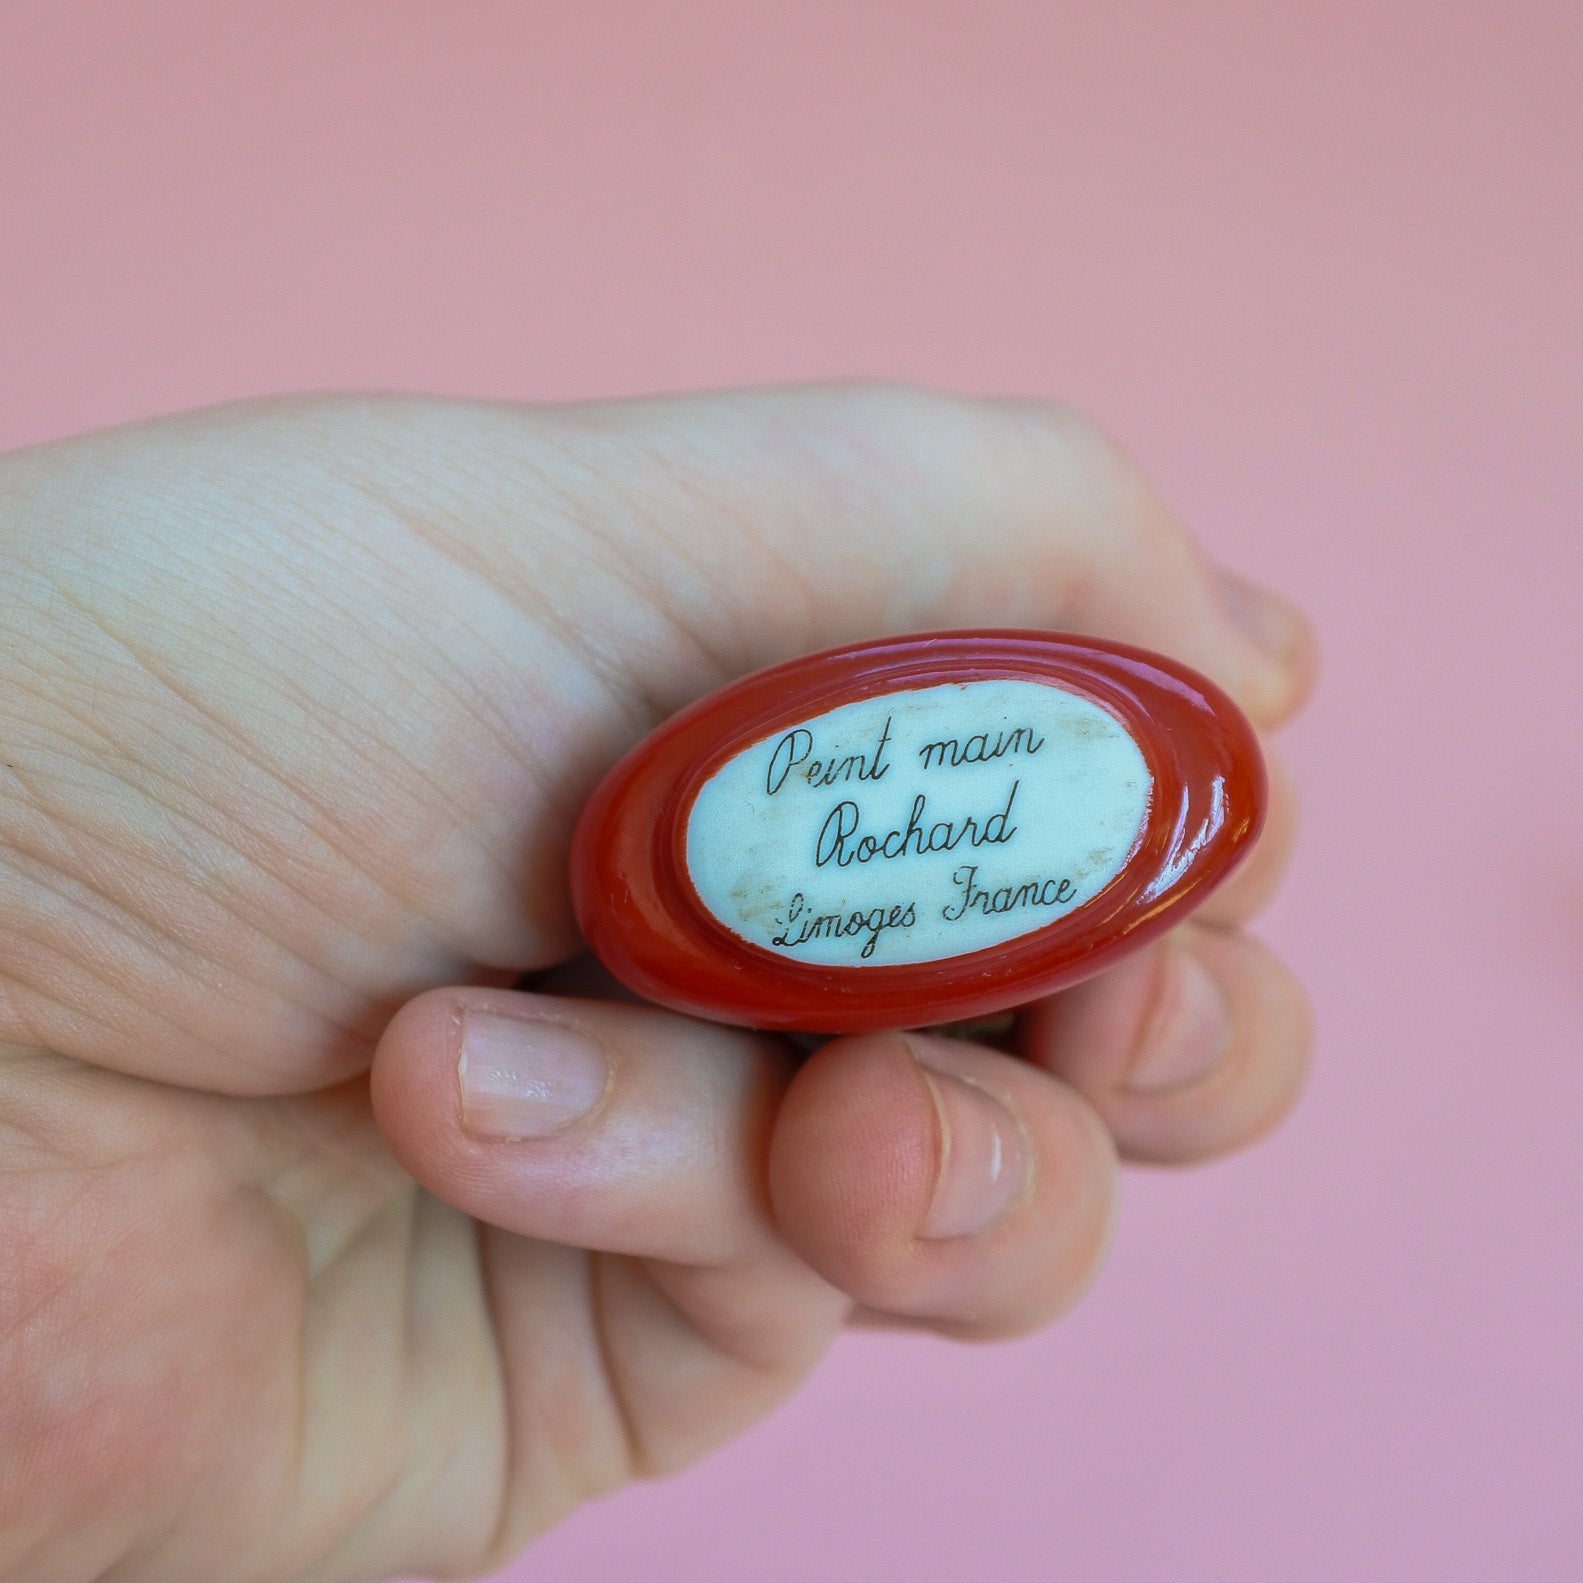 Peint main
Rochard
Limoges France